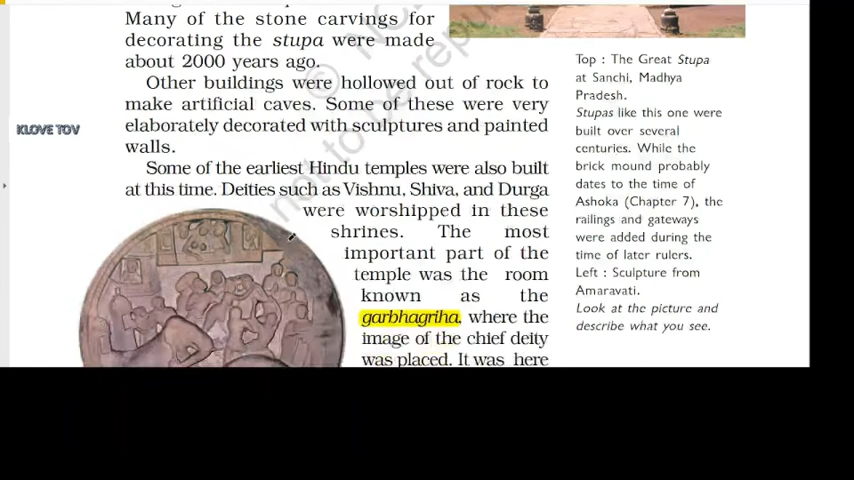 Many of the stone carvings for
decorating the stupa were made
about 2000 years ago.
Other buildings were hollowed out of rock to
make artificial caves. Some of these were very
elaborately decorated with sculptures and painted
walls.
Some of the earliest Hindu temples were also built
at this time. Deities such as Vishnu, Shiva, and Durga
were worshipped in these
shrines. The most
important part of the
temple was the room
known as the
garbhagriha, where the
image of the chief deity
was placed. It was here
Top : The Great Stupa
at Sanchi, Madhya
Pradesh.
Stupas like this one were
built over several
centuries. While the
brick mound probably
dates to the time of
Ashoka (Chapter 7), the
railings and gateways
were added during the
time of later rulers.
Left : Sculpture from
Amaravati.
Look at the picture and
describe what you see.
KLOVE TOV
not to be repu